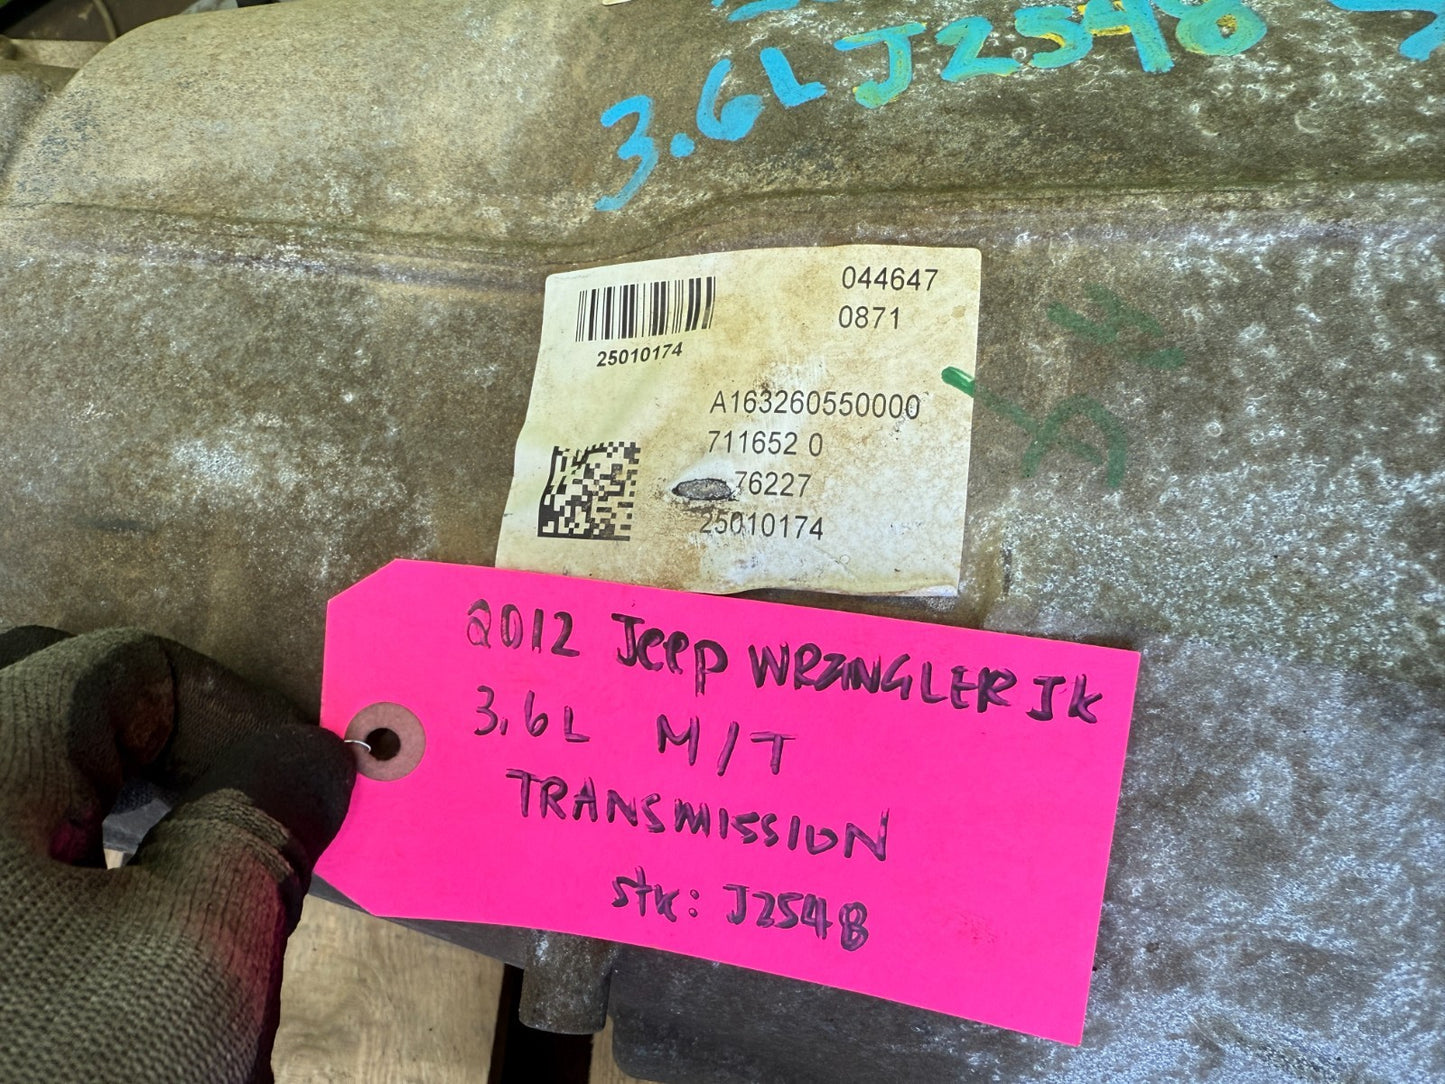 3.6L J2548
044647
0871
25010174
A163260550000
711652 0
76227
25010174
2012 Jeep WRANGLER JK
3.6L M/T
TRANSMISSION
stk: J2548